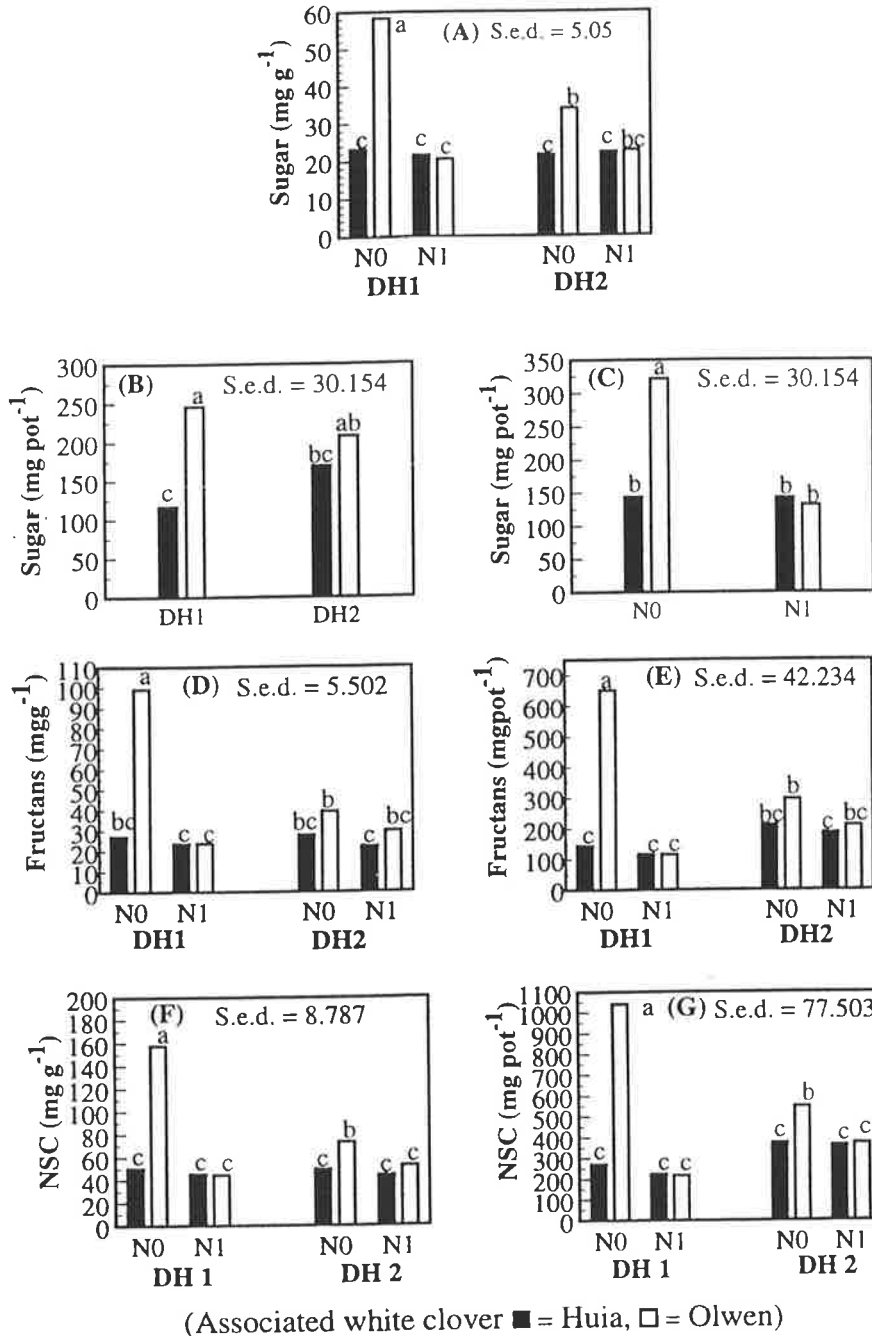 (A) S.e.d. = 5.05
Sugar (mg g-1)
60
50
40
30
20
10
0
a
c
c
c
c
b
c
bc
N0 N1 N0 N1
DH1 DH2
(B) S.e.d. = 30.154
Sugar (mg pot-1)
300
250
200
150
100
50
0
c
a
bc
ab
DH1 DH2
(C) S.e.d. = 30.154
Sugar (mg pot-1)
350
300
250
200
150
100
50
0
b
a
b
b
N0 N1
(D) S.e.d. = 5.502
Fructans (mgg-1)
110
100
90
80
70
60
50
40
30
20
10
0
bc
a
c c
bc
b
c
bc
N0 N1 N0 N1
DH1 DH2
(E) S.e.d. = 42.234
Fructans (mgpot-1)
700
600
500
400
300
200
100
0
c
a
c c
bc
b
c
bc
N0 N1 N0 N1
DH1 DH2
(F) S.e.d. = 8.787
NSC (mg g-1)
200
180
160
140
120
100
80
60
40
20
0
c
a
c c
c
b
c c
N0 N1 N0 N1
DH 1 DH 2
a (G) S.e.d. = 77.503
NSC (mg pot-1)
1100
1000
900
800
700
600
500
400
300
200
100
0
c
c c
c
b
c c
N0 N1 N0 N1
DH 1 DH 2
(Associated white clover ■ = Huia, □ = Olwen)